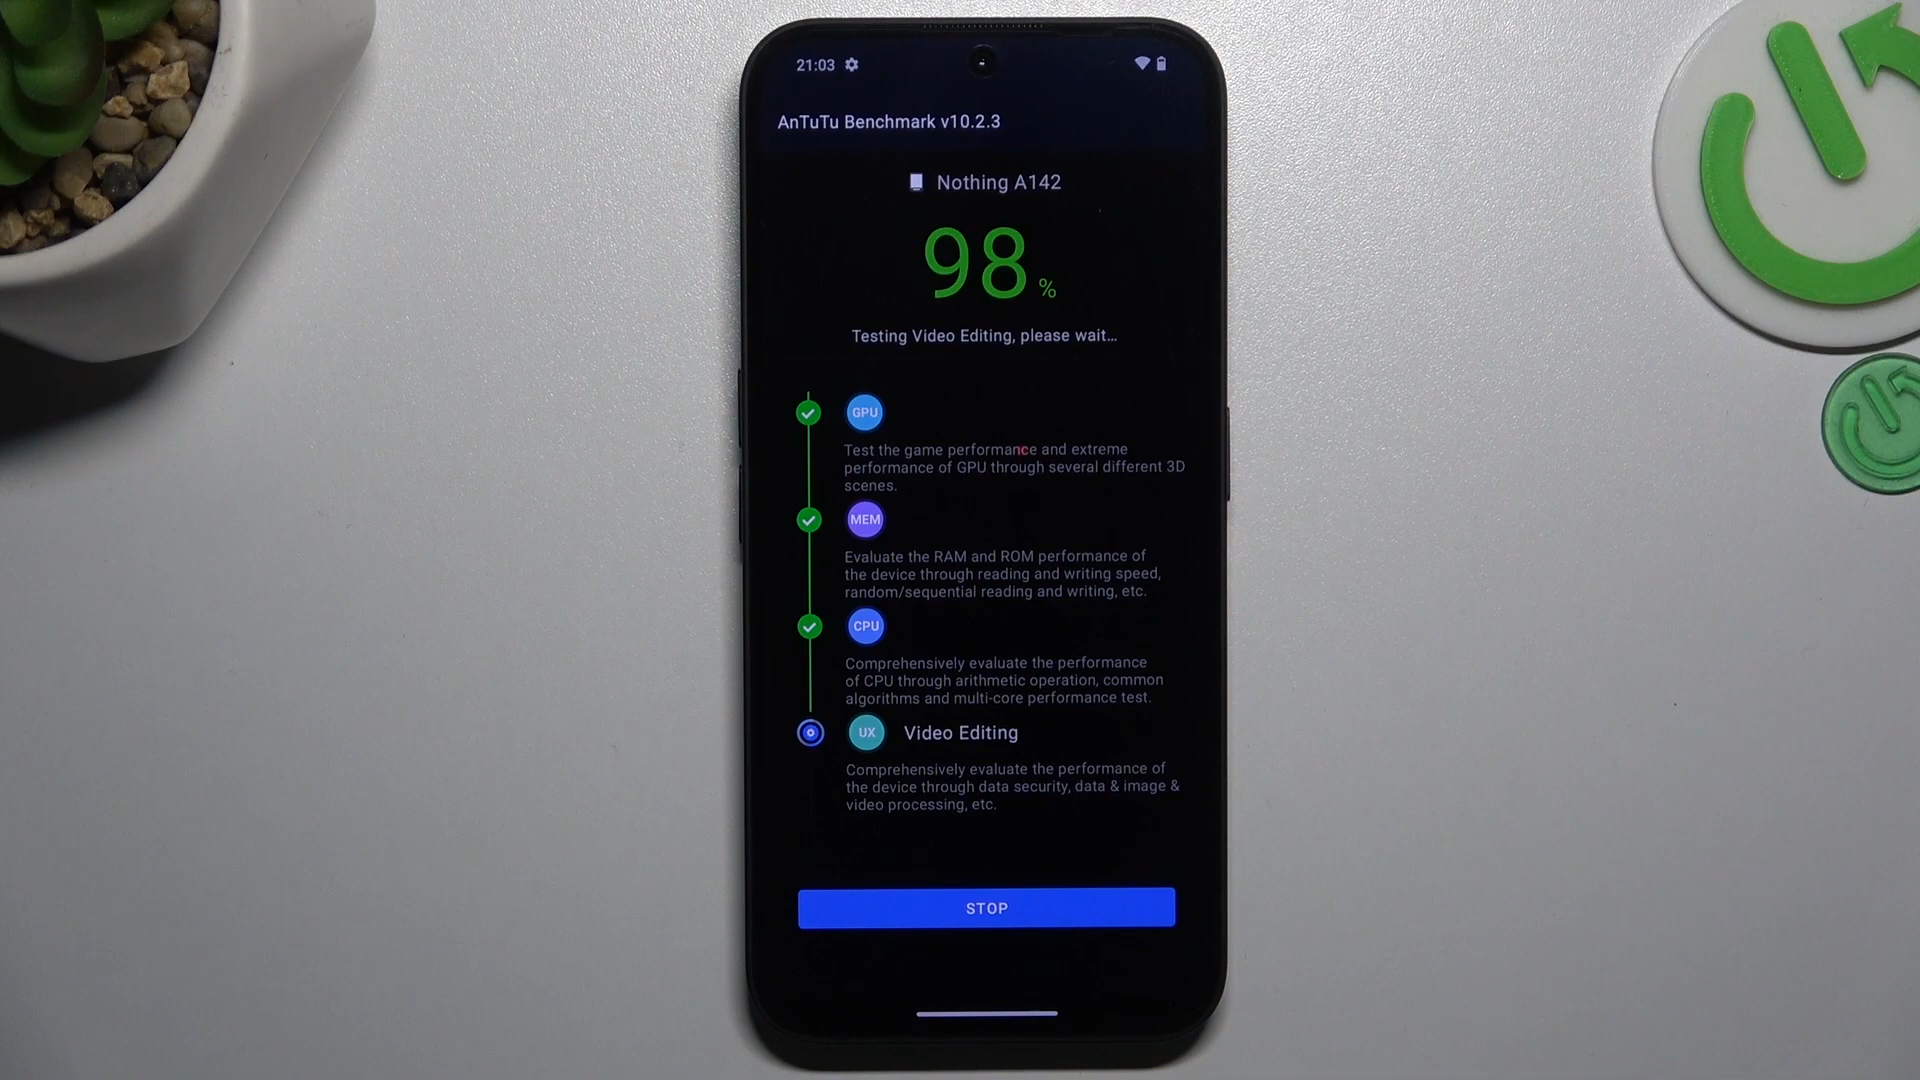 21:03
AnTuTu Benchmark v10.2.3
Nothing A142
98 %
Testing Video Editing, please wait...
GPU
Test the game performance and extreme
performance of GPU through several different 3D
scenes.
MEM
Evaluate the RAM and ROM performance of
the device through reading and writing speed,
random/sequential reading and writing, etc.
CPU
Comprehensively evaluate the performance
of CPU through arithmetic operation, common
algorithms and multi-core performance test.
UX Video Editing
Comprehensively evaluate the performance of
the device through data security, data & image &
video processing, etc.
STOP